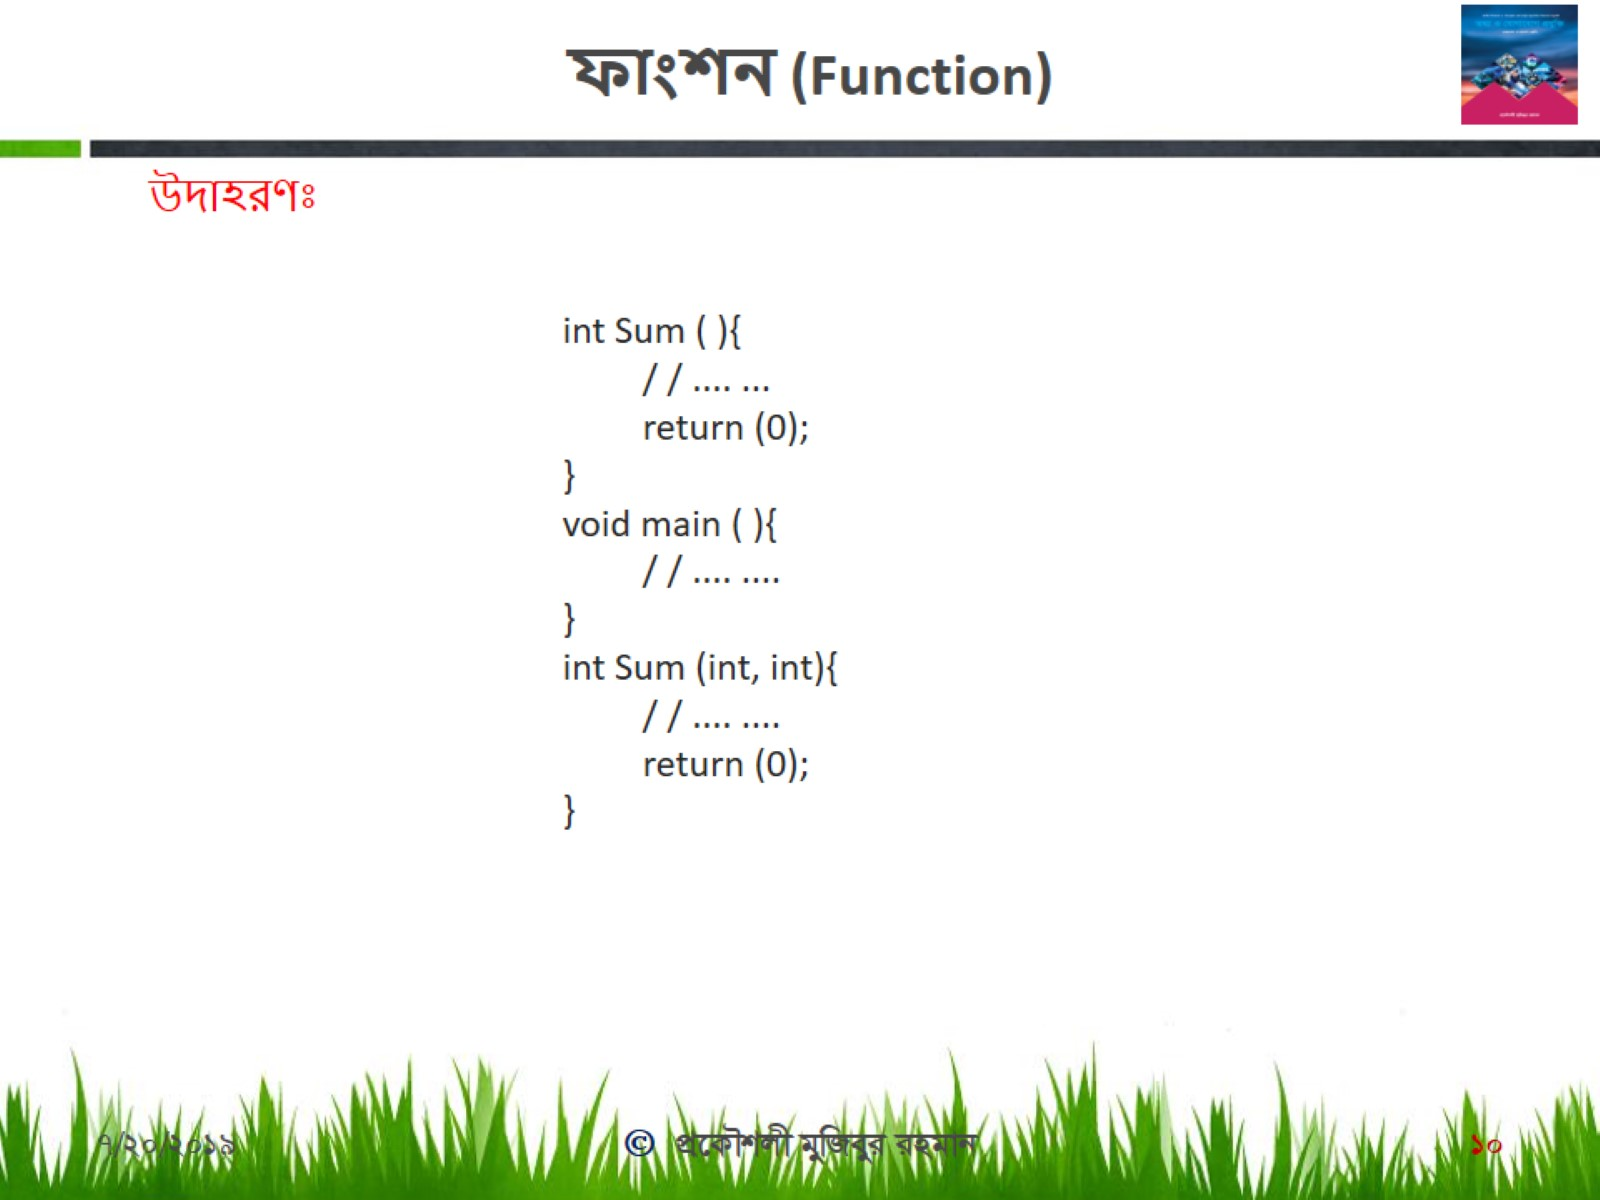 ফাংশন (Function)
উদাহরণঃ
int Sum ( ){
/ / .... ...
return (0);
}
void main ( ){
/ / .... ....
}
int Sum (int, int){
/ / .... ....
return (0);
}
৭/২০/২০১৯
© প্রকৌশলী মুজিবুর রহমান
১০